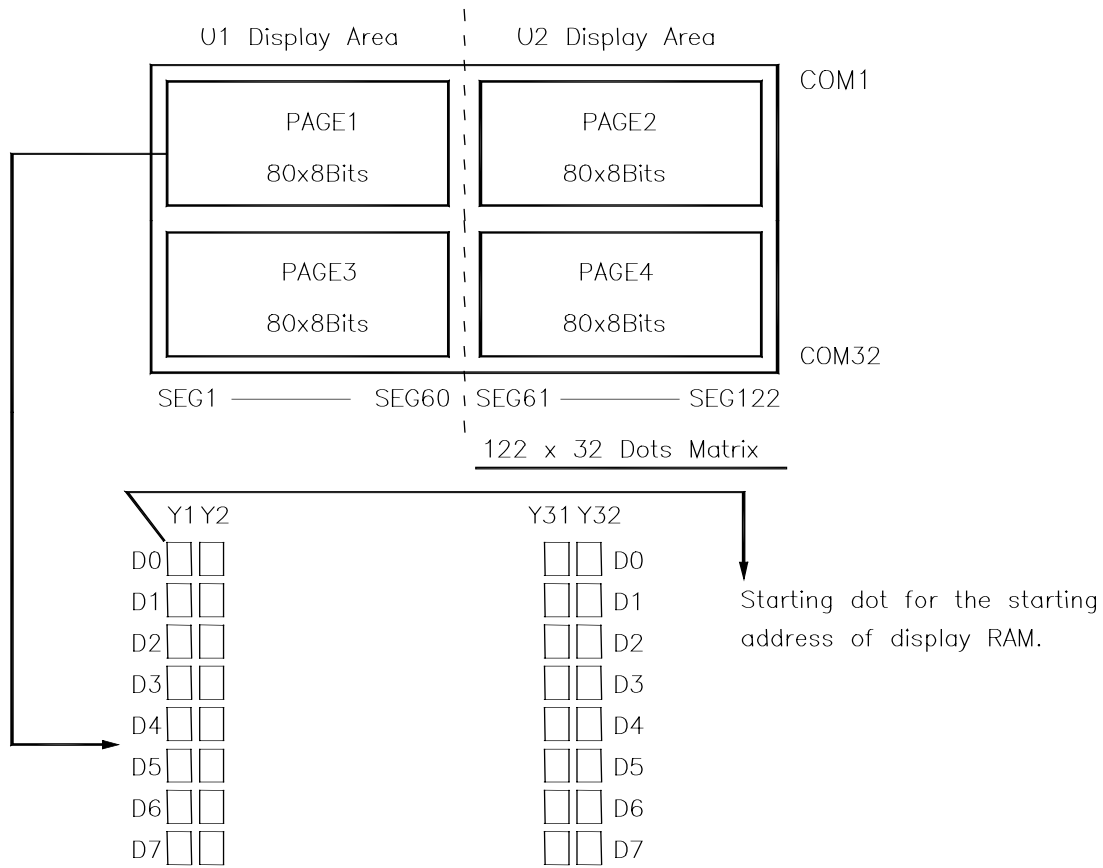 U1 Display Area
U2 Display Area
COM1
PAGE1
80x8Bits
PAGE2
80x8Bits
PAGE3
80x8Bits
PAGE4
80x8Bits
COM32
SEG1 SEG60 SEG61 SEG122
122 x 32 Dots Matrix
Y1 Y2 Y31 Y32
D0 D0
D1 D1
D2 D2
D3 D3
D4 D4
D5 D5
D6 D6
D7 D7
Starting dot for the starting
address of display RAM.